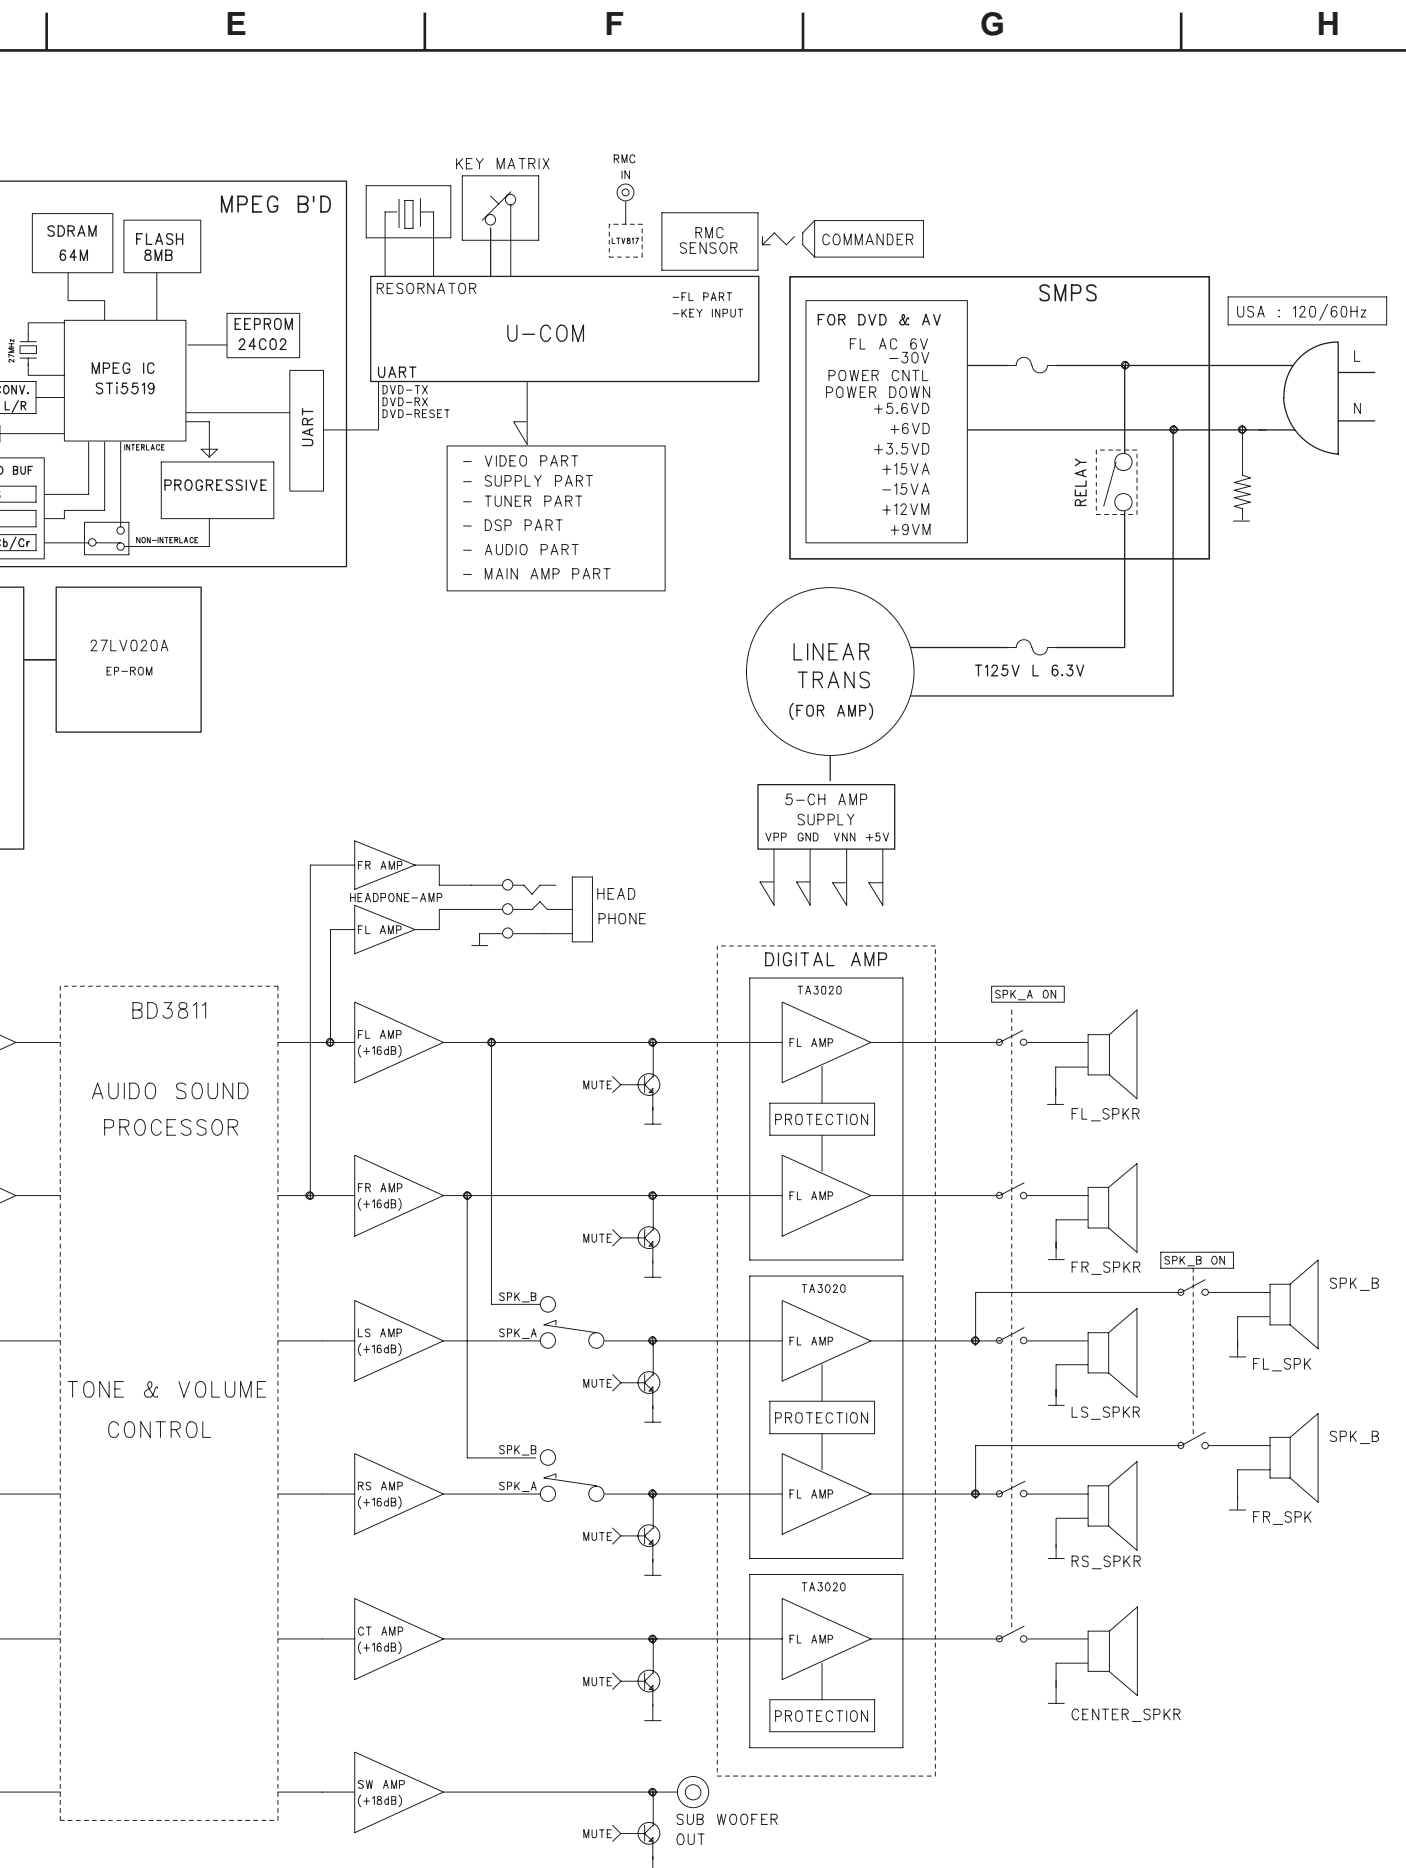 E F G H
MPEG B'D
SDRAM
64M
FLASH
8MB
27MHz
MPEG IC
STi5519
EEPROM
24C02
CONV.
L/R
INTERLACE
UART
BUF
PROGRESSIVE
NON-INTERLACE
Cb/Cr
KEY MATRIX
RMC
IN
LTV817
RMC
SENSOR
COMMANDER
RESORNATOR
U-COM
-FL PART
-KEY INPUT
UART
DVD-TX
DVD-RX
DVD-RESET
- VIDEO PART
- SUPPLY PART
- TUNER PART
- DSP PART
- AUDIO PART
- MAIN AMP PART
SMPS
FOR DVD & AV
FL AC 6V
-30V
POWER CNTL
POWER DOWN
+5.6VD
+6VD
+3.5VD
+15VA
-15VA
+12VM
+9VM
RELAY
USA : 120/60Hz
L
N
27LV020A
EP-ROM
LINEAR
TRANS
(FOR AMP)
T125V L 6.3V
5-CH AMP
SUPPLY
VPP GND VNN +5V
FR AMP
HEADPONE-AMP
FL AMP
HEAD
PHONE
BD3811
AUIDO SOUND
PROCESSOR
TONE & VOLUME
CONTROL
FL AMP
(+16dB)
MUTE
FR AMP
(+16dB)
MUTE
SPK_B
SPK_A
LS AMP
(+16dB)
MUTE
SPK_B
SPK_A
RS AMP
(+16dB)
MUTE
CT AMP
(+16dB)
MUTE
SW AMP
(+18dB)
MUTE
SUB WOOFER
OUT
DIGITAL AMP
TA3020
FL AMP
PROTECTION
FL AMP
TA3020
FL AMP
PROTECTION
FL AMP
TA3020
FL AMP
PROTECTION
SPK_A ON
FL_SPKR
FR_SPKR
SPK_B ON
SPK_B
FL_SPK
LS_SPKR
SPK_B
FR_SPK
RS_SPKR
CENTER_SPKR